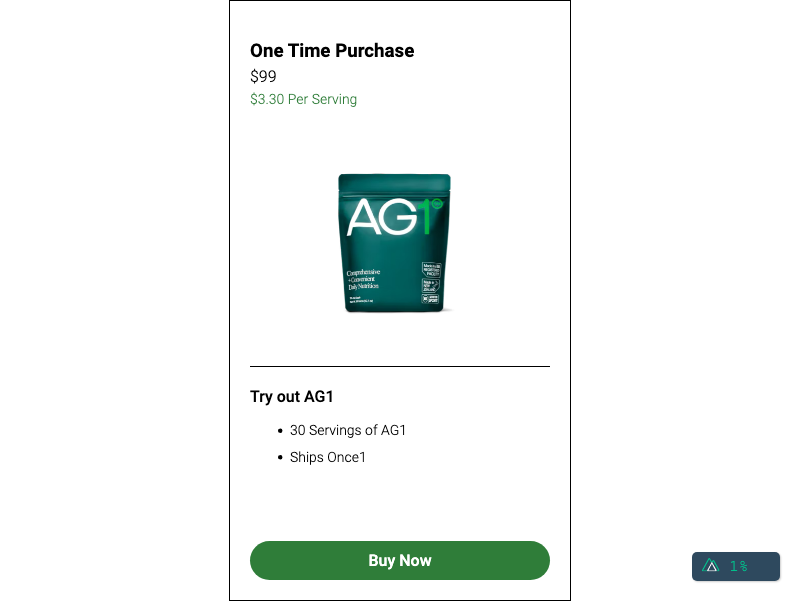 One Time Purchase
$99
$3.30 Per Serving
AG1
Comprehensive
+ Convenient
Daily Nutrition
Try out AG1
30 Servings of AG1
Ships Once1
Buy Now
1%